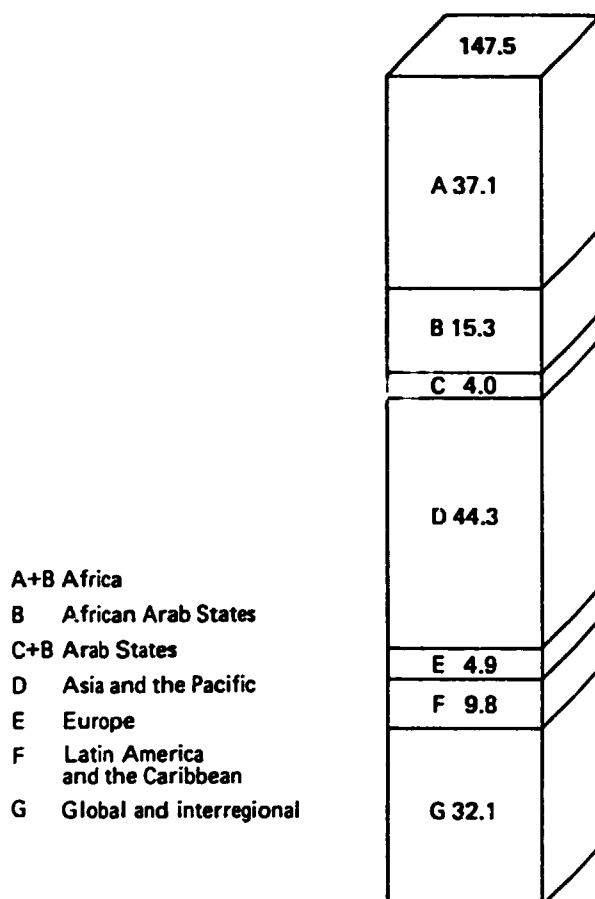 147.5
A 37.1
B 15.3
C 4.0
D 44.3
E 4.9
F 9.8
G 32.1
A+B Africa
B African Arab States
C+B Arab States
D Asia and the Pacific
E Europe
F Latin America
and the Caribbean
G Global and interregional